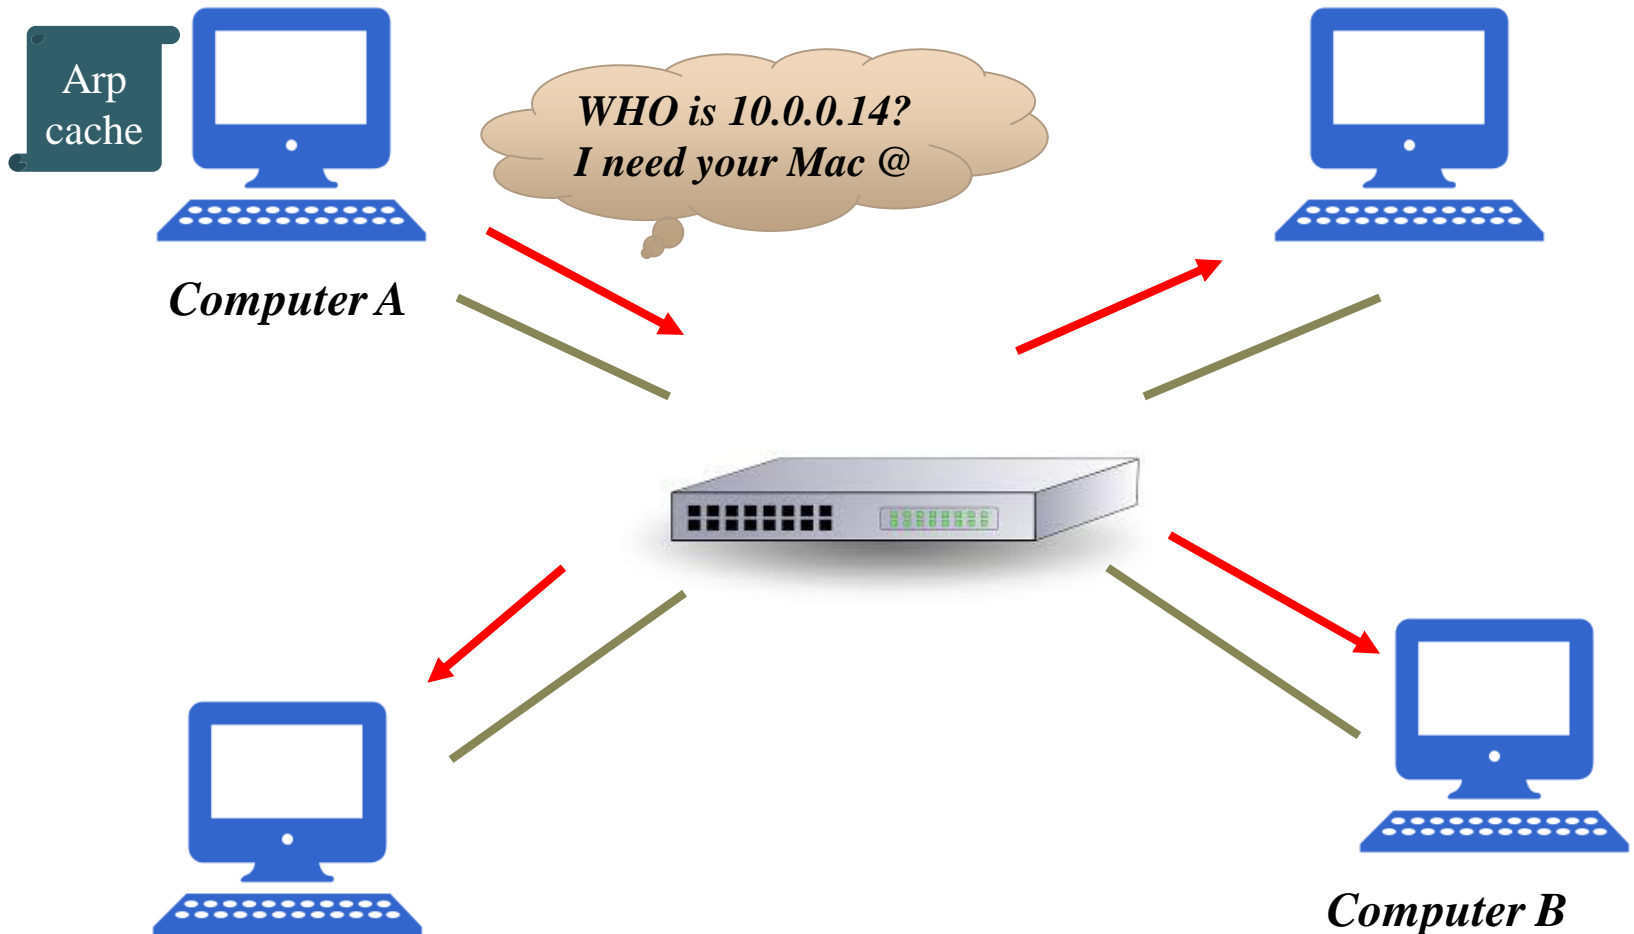 Arp
cache
WHO is 10.0.0.14?
I need your Mac @
Computer A
Computer B